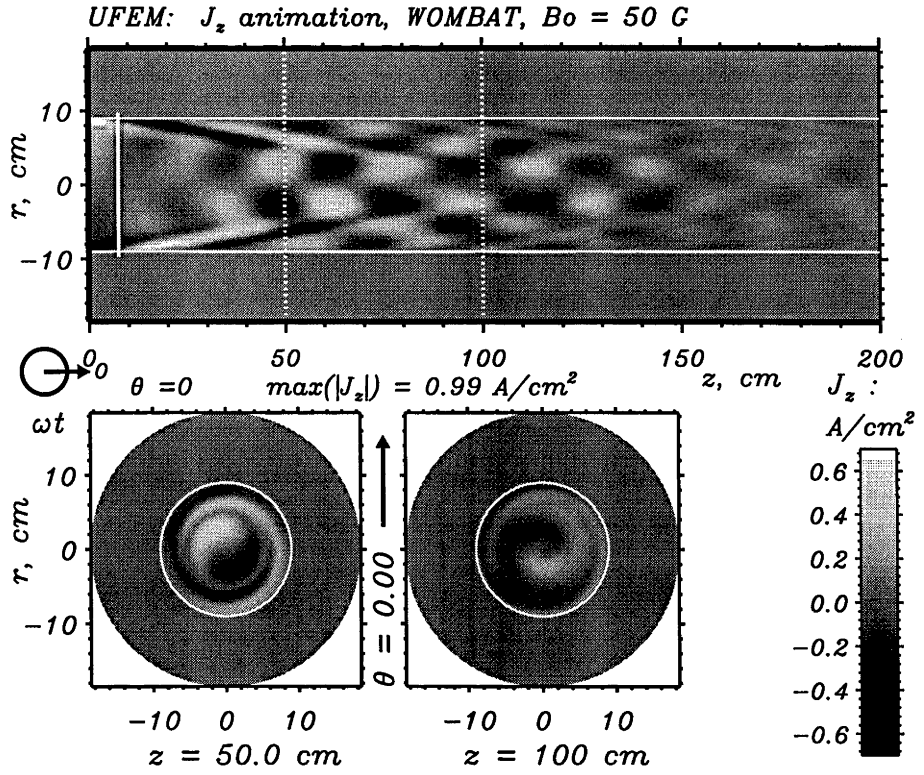 UFEM: J_z animation, WOMBAT, Bo = 50 G
r, cm
10
0
−10
0 50 100 150 200
z, cm
0
θ =0 max(|J_z|) = 0.99 A/cm²
J_z :
A/cm²
ωt
r, cm
10
0
−10
θ = 0.00
0.6
0.4
0.2
0.0
−0.2
−0.4
−0.6
−10 0 10
−10 0 10
z = 50.0 cm
z = 100 cm